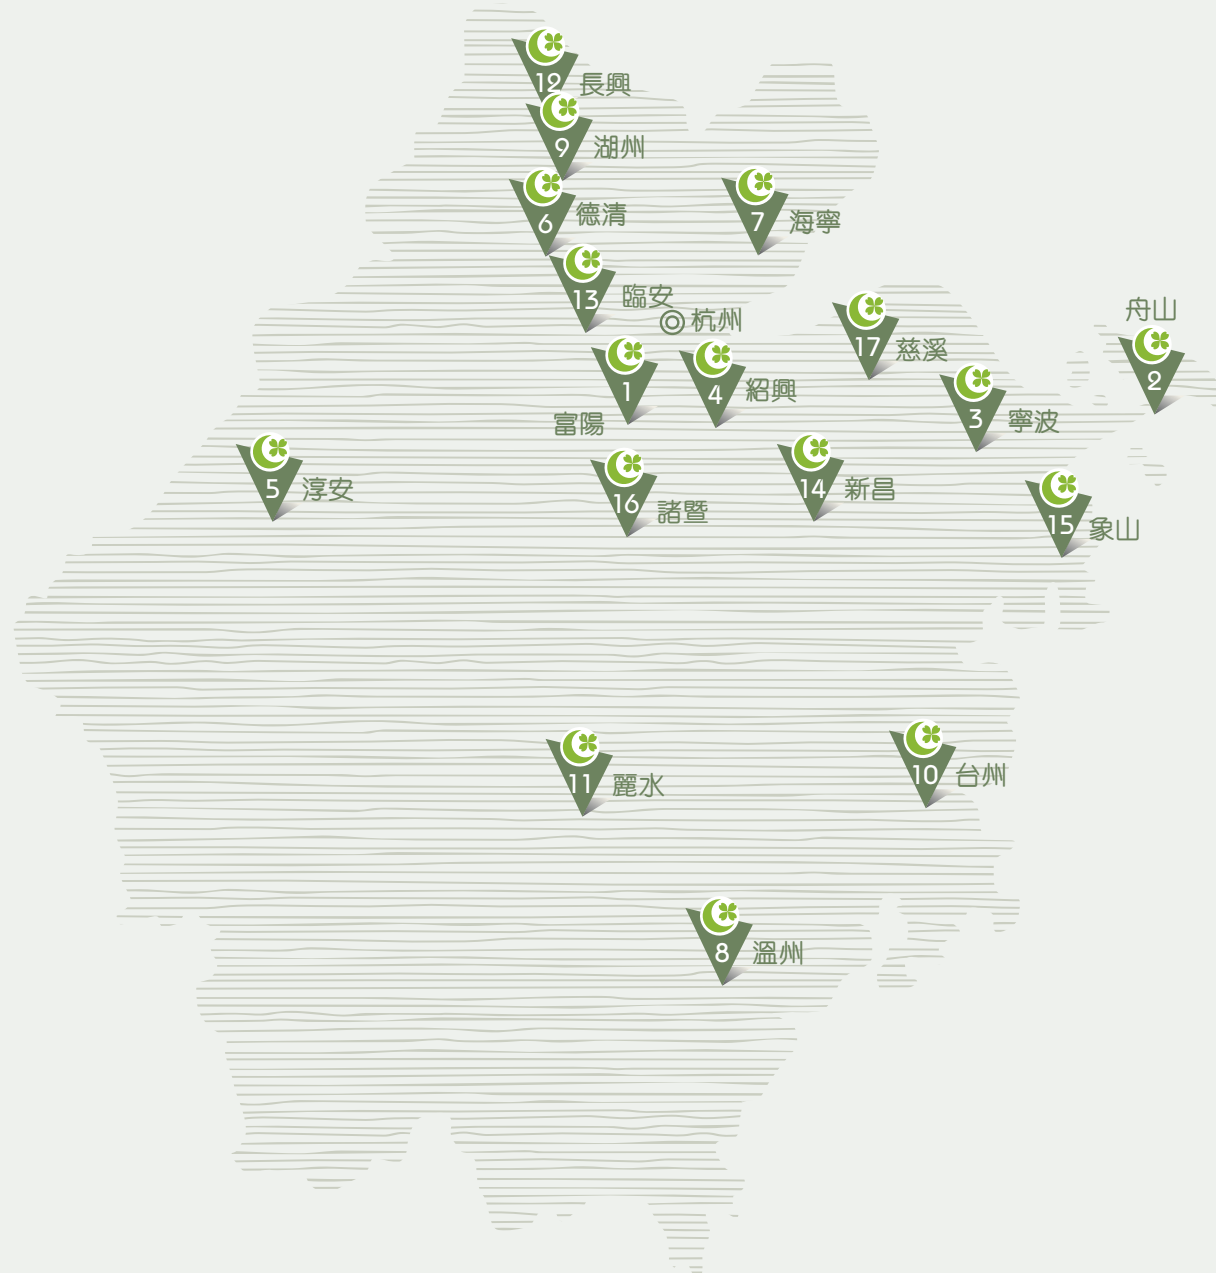 12 長興
9 湖州
6 德清
7 海寧
13 臨安
杭州
17 慈溪
舟山
2
1
富陽
4 紹興
3 寧波
5 淳安
16 諸暨
14 新昌
15 象山
11 麗水
10 台州
8 溫州